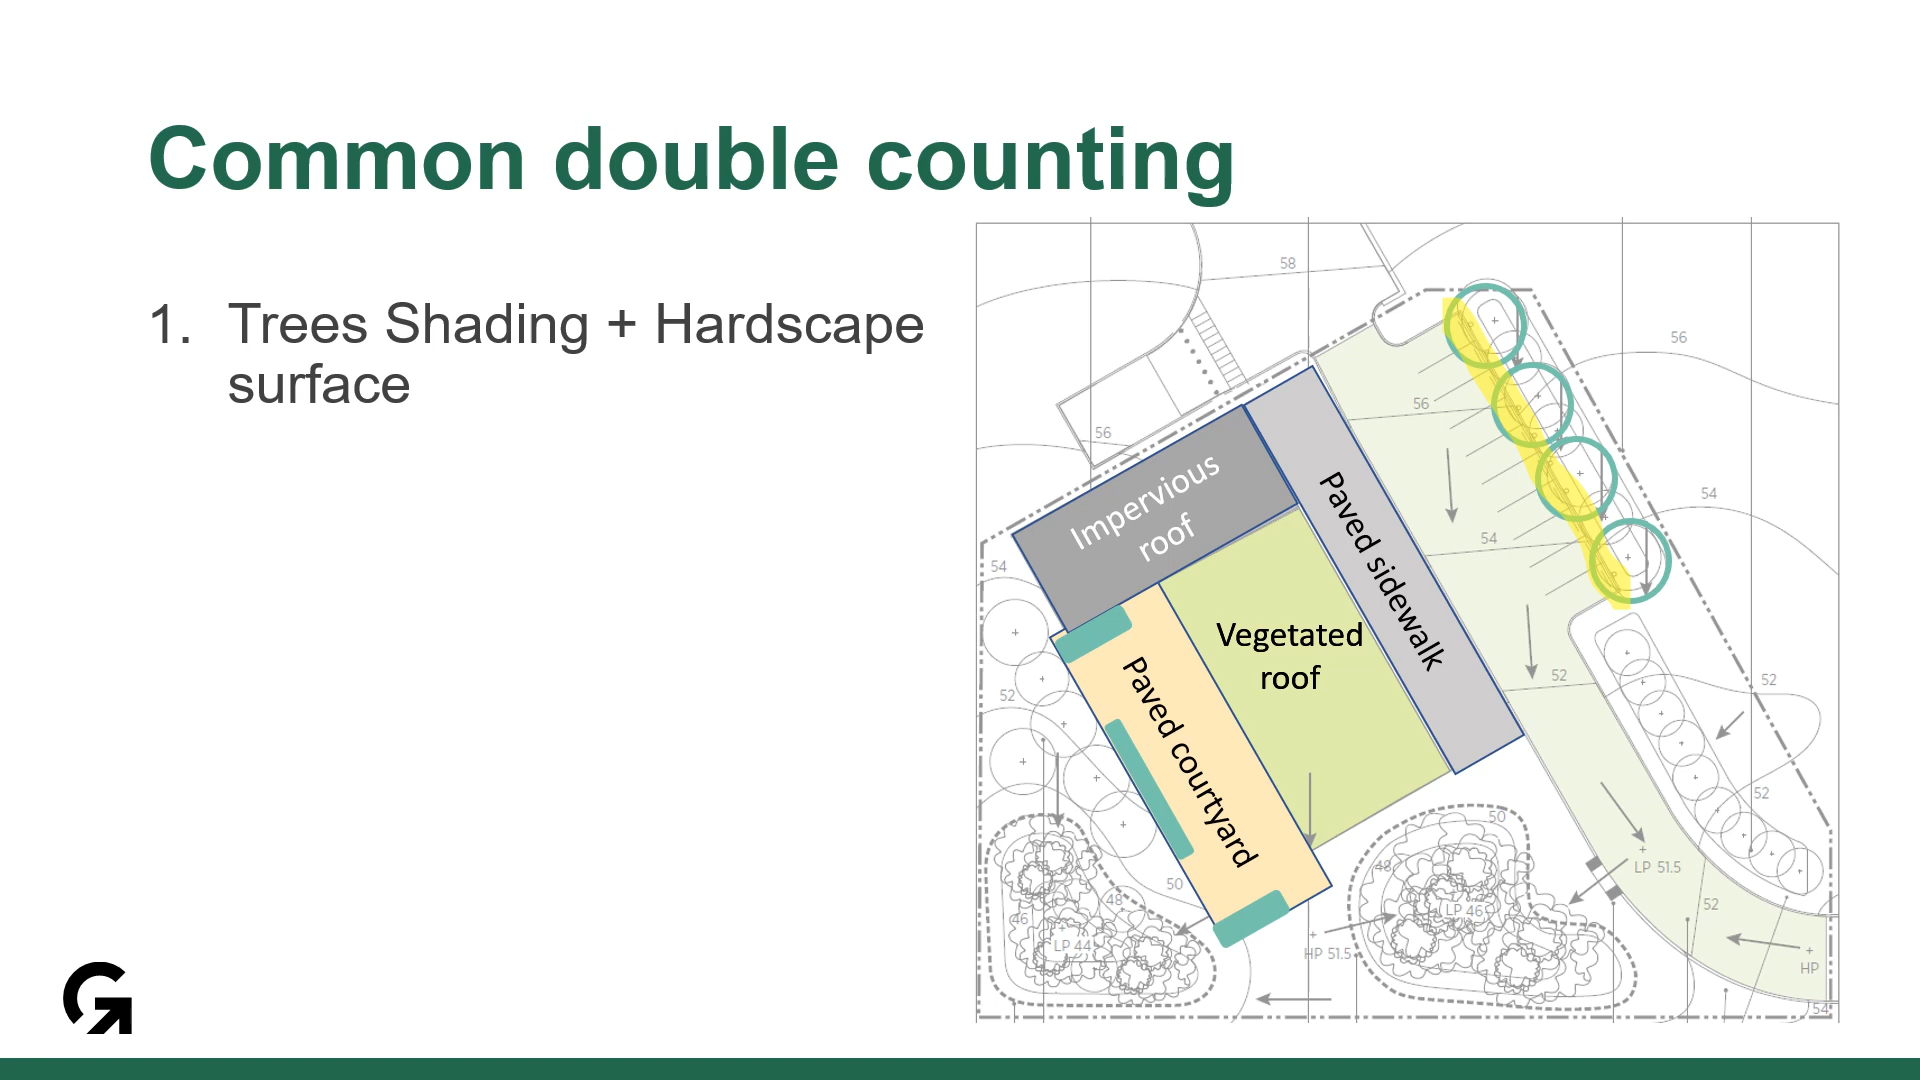 Common double counting
1. Trees Shading + Hardscape
surface
58
56
56
56
54
54
54
52
52
52
52
52
50
50
48
48
46
Impervious
roof
Paved sidewalk
Vegetated
roof
Paved courtyard
LP 51.5
LP 46
LP 44
HP 51.5
HP
54